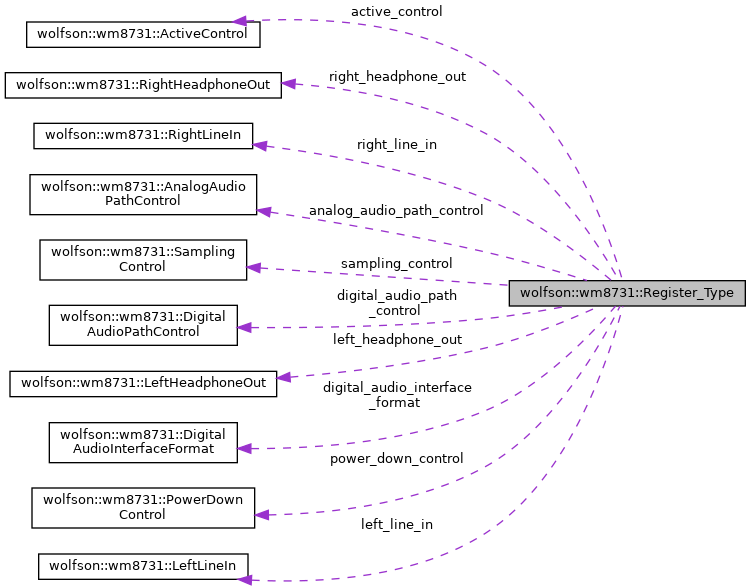 active_control
wolfson::wm8731::ActiveControl
right_headphone_out
wolfson::wm8731::RightHeadphoneOut
right_line_in
wolfson::wm8731::RightLineIn
wolfson::wm8731::AnalogAudio
PathControl
analog_audio_path_control
wolfson::wm8731::Sampling
Control
sampling_control
wolfson::wm8731::Register_Type
digital_audio_path
_control
wolfson::wm8731::Digital
AudioPathControl
left_headphone_out
wolfson::wm8731::LeftHeadphoneOut
digital_audio_interface
_format
wolfson::wm8731::Digital
AudioInterfaceFormat
power_down_control
wolfson::wm8731::PowerDown
Control
left_line_in
wolfson::wm8731::LeftLineIn